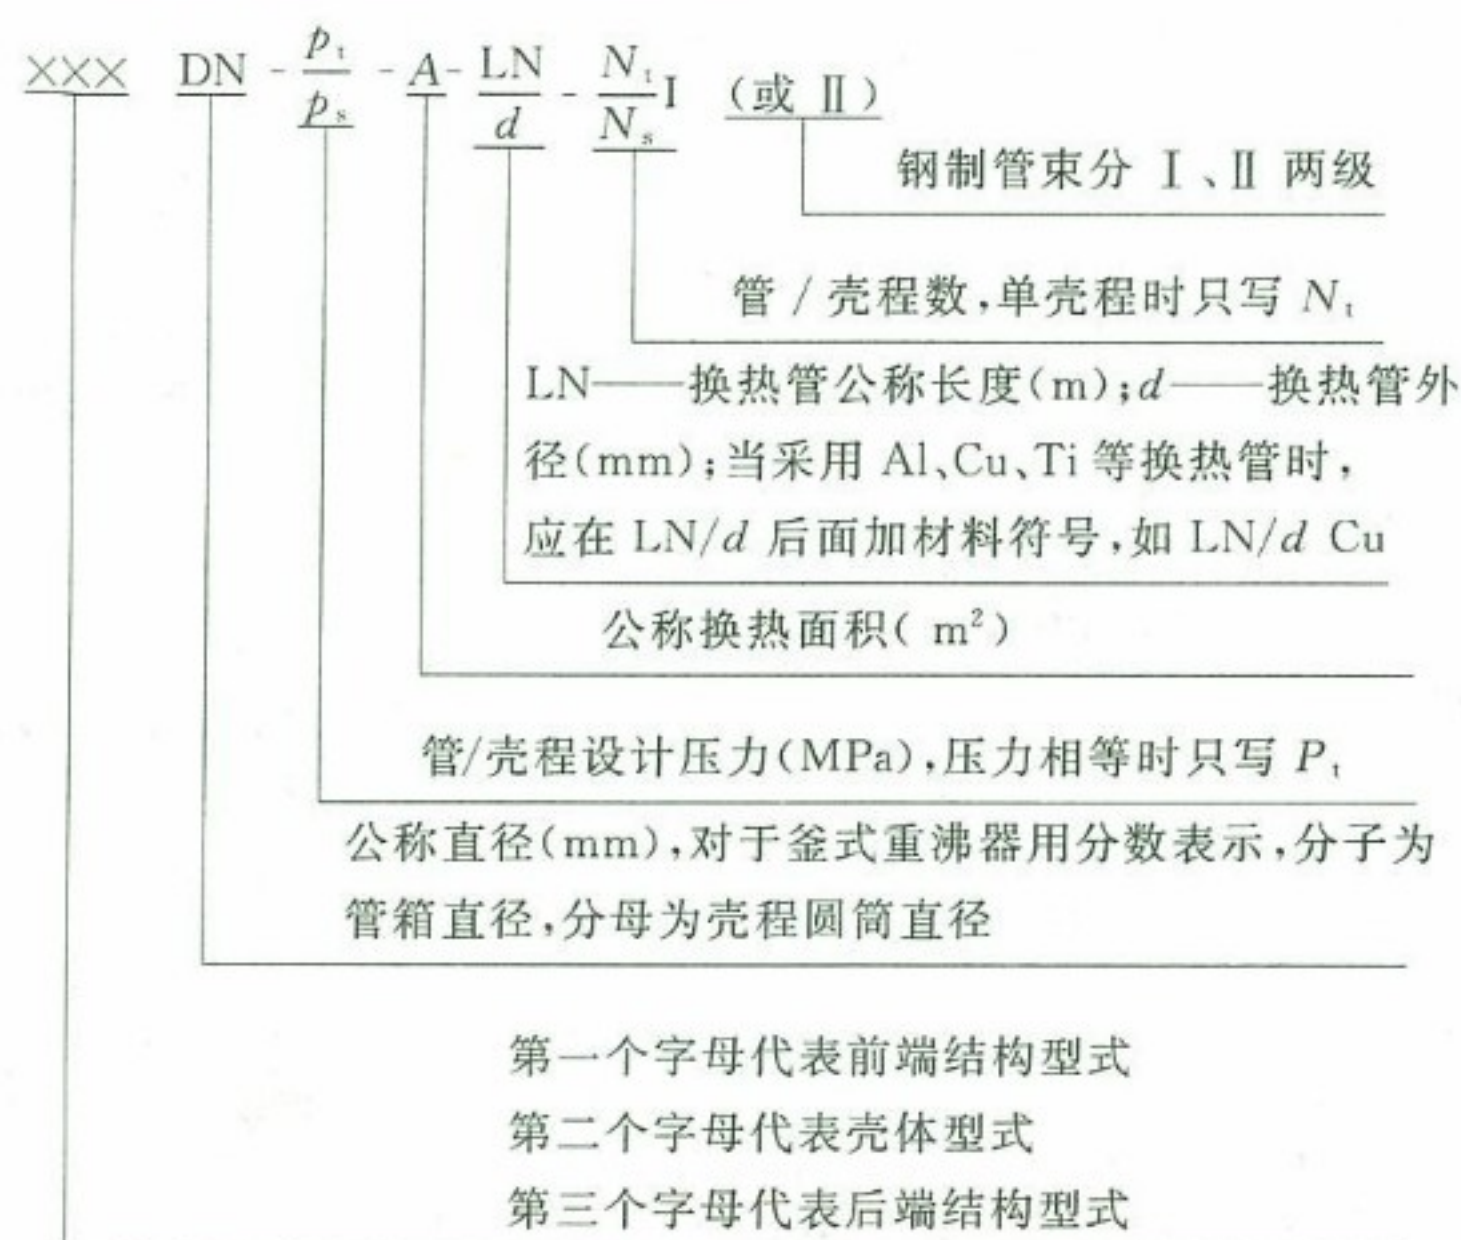 ××× DN - p_t/p_s - A - LN/d - N_t/N_s I (或 Ⅱ)
钢制管束分 Ⅰ、Ⅱ 两级
管 / 壳程数,单壳程时只写 N_t
LN——换热管公称长度(m);d——换热管外
径(mm);当采用 Al、Cu、Ti 等换热管时,
应在 LN/d 后面加材料符号,如 LN/d Cu
公称换热面积( m²)
管/壳程设计压力(MPa),压力相等时只写 P_t
公称直径(mm),对于釜式重沸器用分数表示,分子为
管箱直径,分母为壳程圆筒直径
第一个字母代表前端结构型式
第二个字母代表壳体型式
第三个字母代表后端结构型式